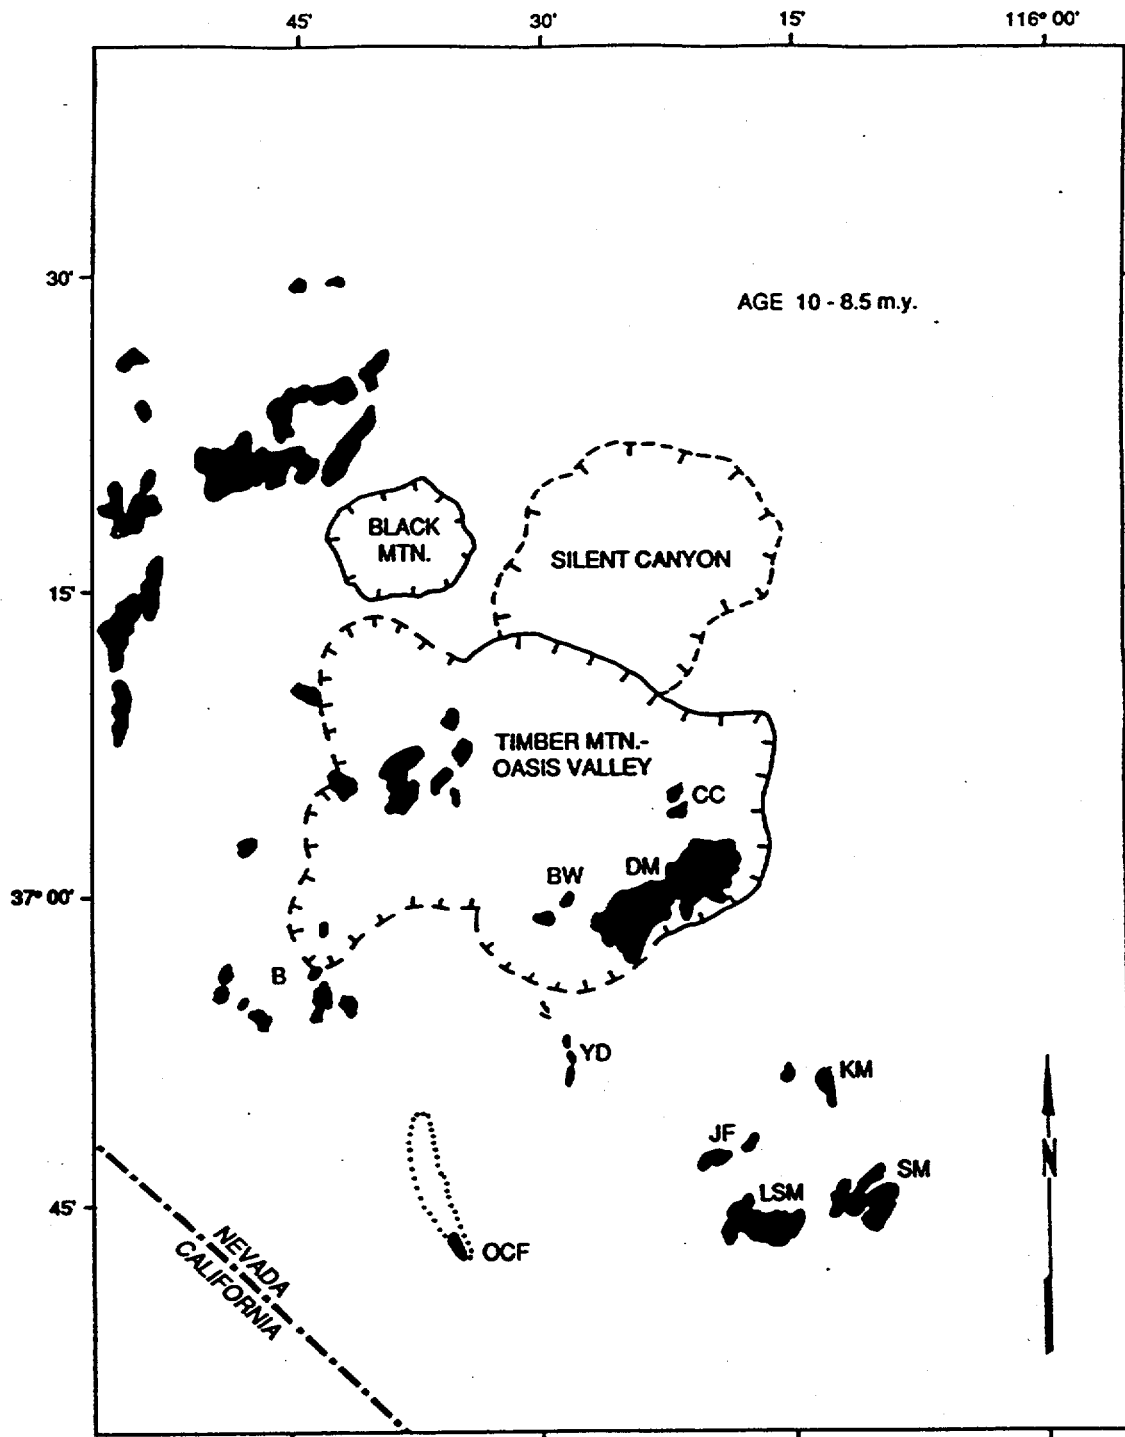 45'
30'
15'
116° 00'
30'
AGE 10 - 8.5 m.y.
BLACK
MTN.
SILENT CANYON
15'
TIMBER MTN.-
OASIS VALLEY
CC
DM
BW
37° 00'
B
YD
KM
JF
SM
N
LSM
45'
OCF
NEVADA
CALIFORNIA